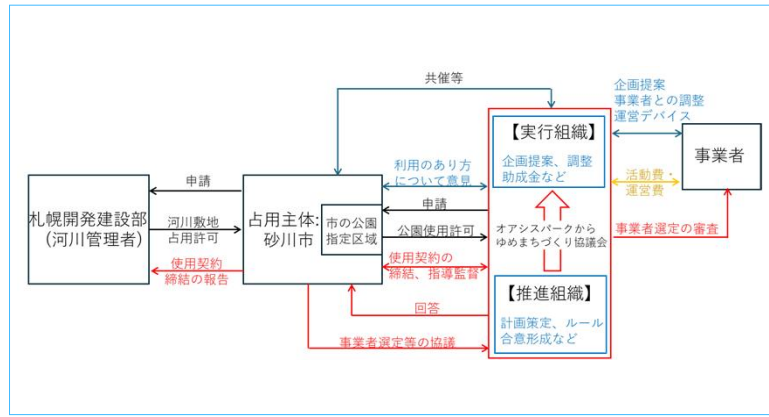 共催等
企画提案
事業者との調整
運営デバイス
【実行組織】
企画提案、調整
助成金など
事業者
利用のあり方
について意見
活動費・
運営費
申請
申請
札幌開発建設部
（河川管理者）
河川敷地
占用許可
占用主体:
砂川市
市の公園
指定区域
公園使用許可
オアシスパークから
ゆめまちづくり協議会
事業者選定の審査
使用契約
締結の報告
使用契約の
締結、指導監督
【推進組織】
回答
計画策定、ルール
合意形成など
事業者選定等の協議